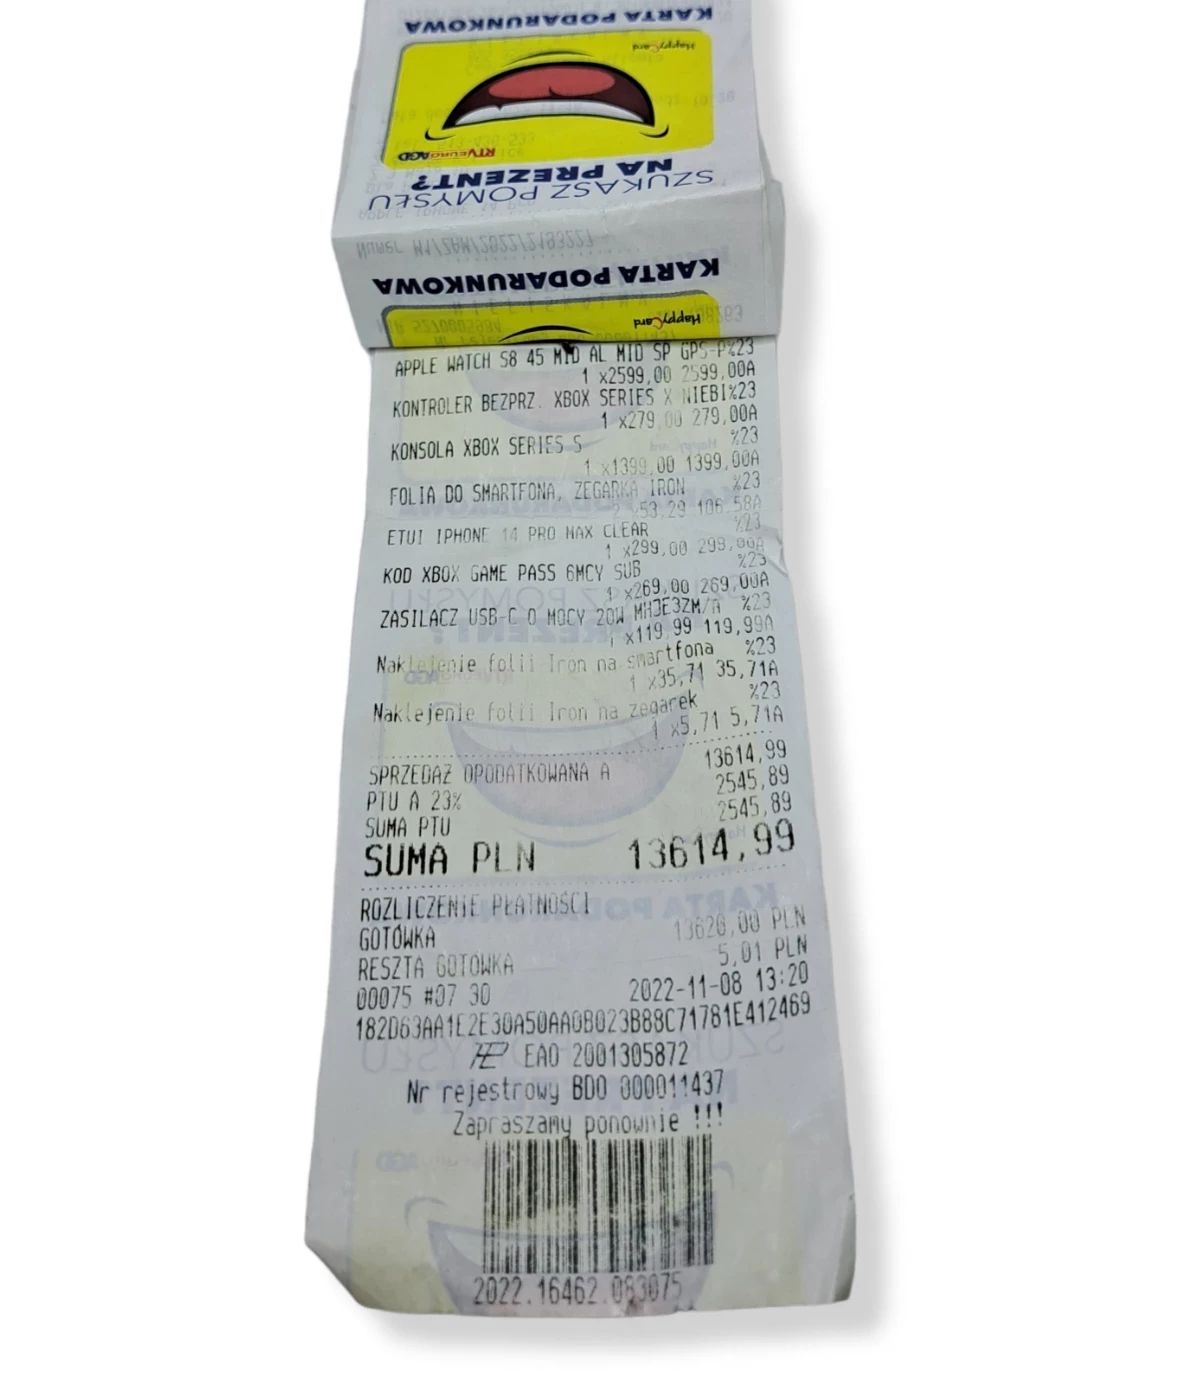 KARTA PODARUNKOWA
HappyCard
RTV EURO AGD
NA PREZENT?
SZUKASZ POMYSŁU
KARTA PODARUNKOWA
HappyCard
APPLE WATCH S8 45 MID AL MID SP GPS-P%23
1 x2599,00 2599,00A
KONTROLER BEZPRZ. XBOX SERIES X NIEBI%23
1 x279,00 279,00A
KONSOLA XBOX SERIES S %23
1 x1399,00 1399,00A
FOLIA DO SMARTFONA, ZEGARKA IRON %23
2 x53,29 106,58A
ETUI IPHONE 14 PRO MAX CLEAR %23
1 x299,00 299,00A
KOD XBOX GAME PASS 6MCY SUB %23
1 x269,00 269,00A
ZASILACZ USB-C O MOCY 20W MHJE3ZM/A %23
1 x119,99 119,99A
Naklejenie folii Iron na smartfona %23
1 x35,71 35,71A
Naklejenie folii Iron na zegarek %23
1 x5,71 5,71A
SPRZEDAŻ OPODATKOWANA A 13614,99
PTU A 23% 2545,89
SUMA PTU 2545,89
SUMA PLN 13614,99
ROZLICZENIE PŁATNOŚCI
GOTÓWKA 13620,00 PLN
RESZTA GOTÓWKA 5,01 PLN
00075 #07 30 2022-11-08 13:20
182D63AA1E2E30A50AA0B023B88C71781E412469
EAO 2001305872
Nr rejestrowy BDO 000011437
Zapraszamy ponownie !!!
2022.16462.083075